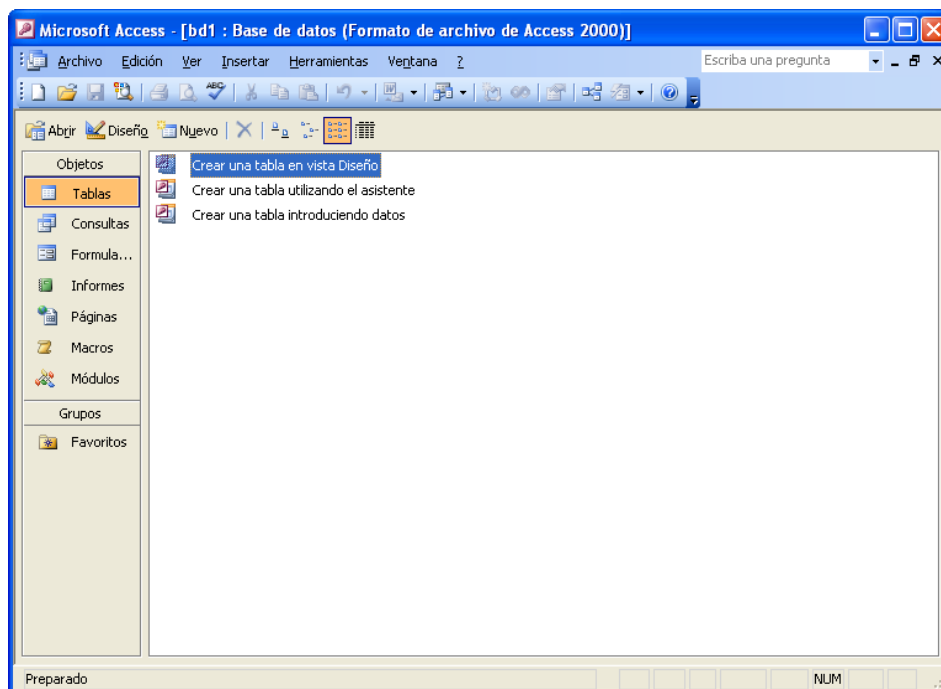 Microsoft Access - [bd1 : Base de datos (Formato de archivo de Access 2000)]
Archivo Edición Ver Insertar Herramientas Ventana ? Escriba una pregunta
ABC
Abrir Diseño Nuevo
Objetos
Tablas
Consultas
Formula...
Informes
Páginas
Macros
Módulos
Grupos
Favoritos
Crear una tabla en vista Diseño
Crear una tabla utilizando el asistente
Crear una tabla introduciendo datos
Preparado NUM